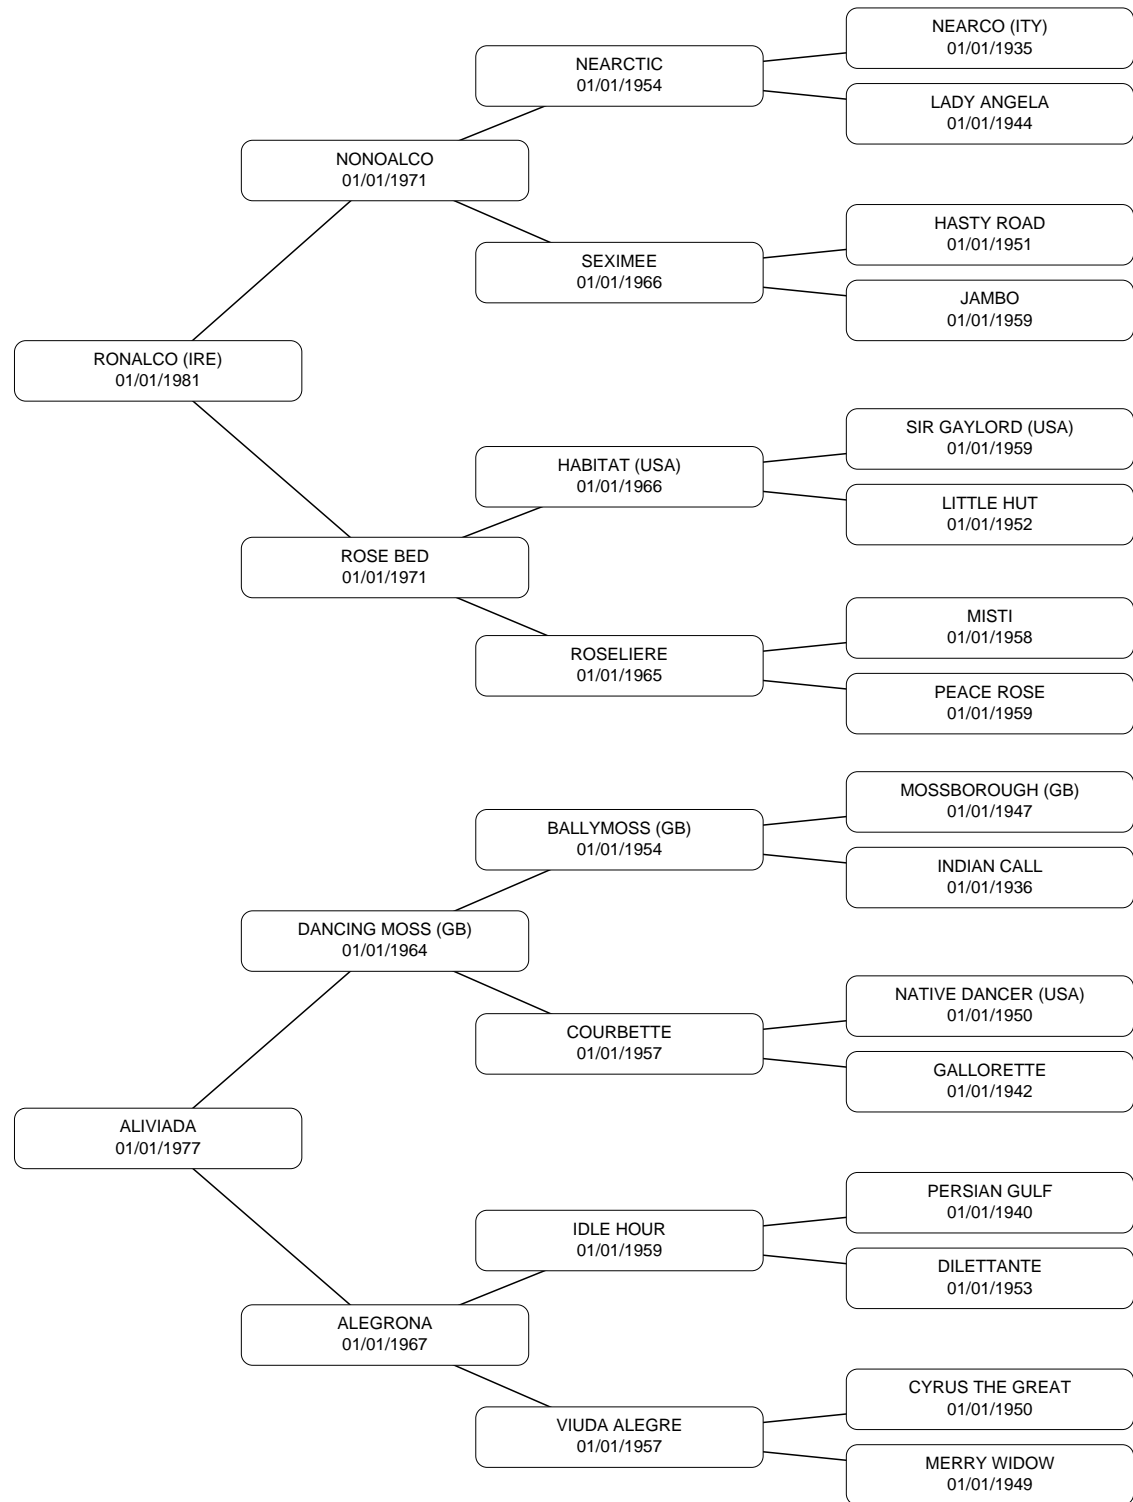 NEARCO (ITY)
01/01/1935
NEARCTIC
01/01/1954
LADY ANGELA
01/01/1944
NONOALCO
01/01/1971
HASTY ROAD
01/01/1951
SEXIMEE
01/01/1966
JAMBO
01/01/1959
RONALCO (IRE)
01/01/1981
SIR GAYLORD (USA)
01/01/1959
HABITAT (USA)
01/01/1966
LITTLE HUT
01/01/1952
ROSE BED
01/01/1971
MISTI
01/01/1958
ROSELIERE
01/01/1965
PEACE ROSE
01/01/1959
MOSSBOROUGH (GB)
01/01/1947
BALLYMOSS (GB)
01/01/1954
INDIAN CALL
01/01/1936
DANCING MOSS (GB)
01/01/1964
NATIVE DANCER (USA)
01/01/1950
COURBETTE
01/01/1957
GALLORETTE
01/01/1942
ALIVIADA
01/01/1977
PERSIAN GULF
01/01/1940
IDLE HOUR
01/01/1959
DILETTANTE
01/01/1953
ALEGRONA
01/01/1967
CYRUS THE GREAT
01/01/1950
VIUDA ALEGRE
01/01/1957
MERRY WIDOW
01/01/1949